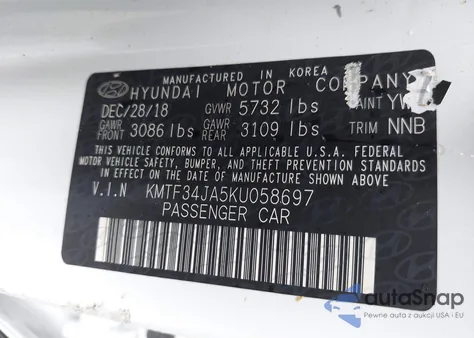 MANUFACTURED IN KOREA
HYUNDAI MOTOR COMPANY
DEC/28/18 GVWR 5732 lbs PAINT
GAWR FRONT 3086 lbs GAWR REAR 3109 lbs TRIM NNB
THIS VEHICLE CONFORMS TO ALL APPLICABLE U.S.A. FEDERAL
MOTOR VEHICLE SAFETY, BUMPER, AND THEFT PREVENTION STANDARDS
IN EFFECT ON THE DATE OF MANUFACTURE SHOWN ABOVE.
V.I.N KMTF34JA5KU058697
PASSENGER CAR
autoSnap
Pewne auta z aukcji USA i EU